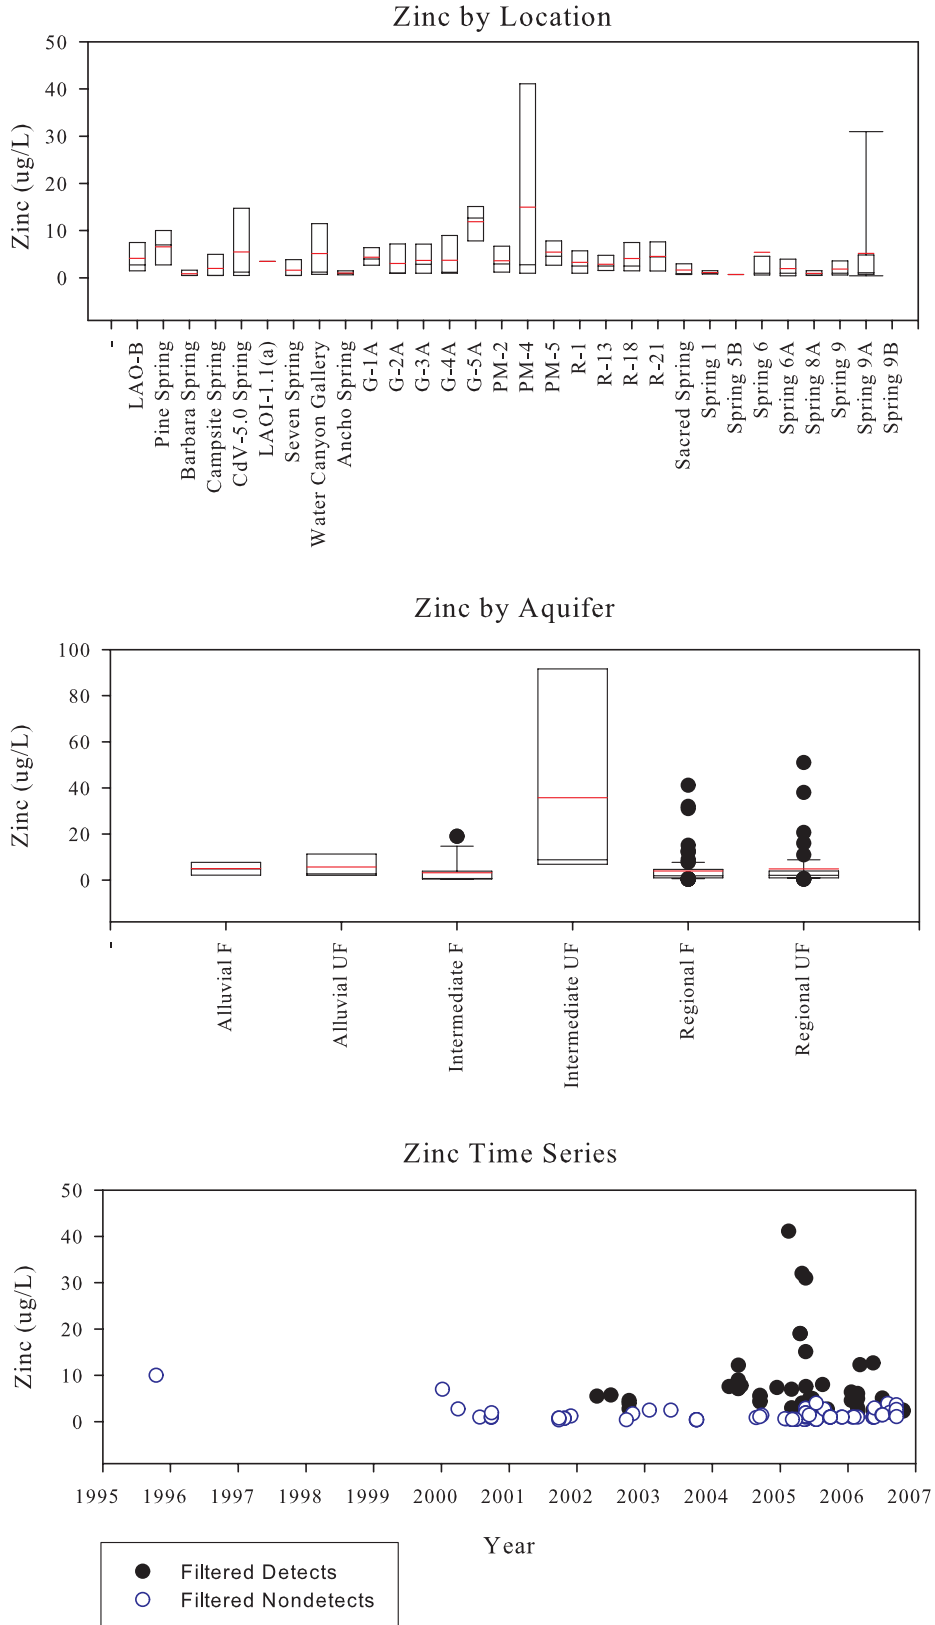 Zinc by Location
Zinc (ug/L)
50
40
30
20
10
0
-
LAO-B
Pine Spring
Barbara Spring
Campsite Spring
CdV-5.0 Spring
LAOI-1.1(a)
Seven Spring
Water Canyon Gallery
Ancho Spring
G-1A
G-2A
G-3A
G-4A
G-5A
PM-2
PM-4
PM-5
R-1
R-13
R-18
R-21
Sacred Spring
Spring 1
Spring 5B
Spring 6
Spring 6A
Spring 8A
Spring 9
Spring 9A
Spring 9B
Zinc by Aquifer
Zinc (ug/L)
100
80
60
40
20
0
-
Alluvial F
Alluvial UF
Intermediate F
Intermediate UF
Regional F
Regional UF
Zinc Time Series
Zinc (ug/L)
50
40
30
20
10
0
1995 1996 1997 1998 1999 2000 2001 2002 2003 2004 2005 2006 2007
Year
Filtered Detects
Filtered Nondetects